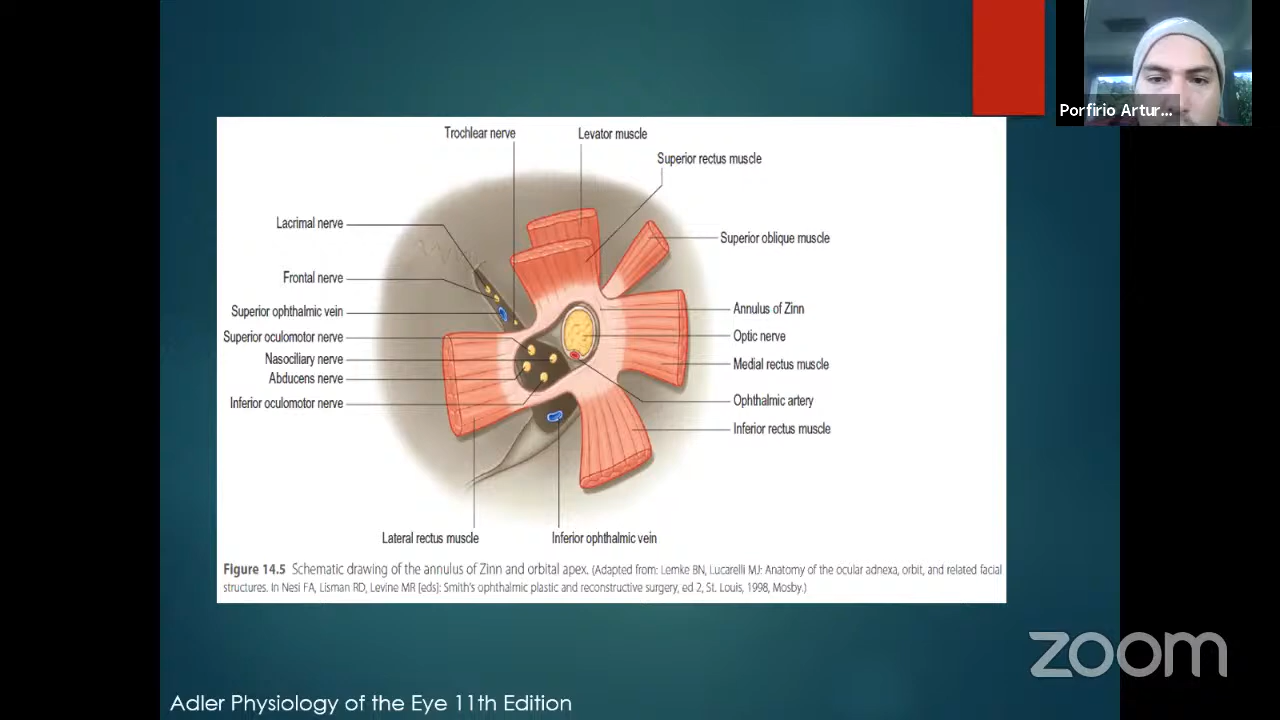 Porfirio Artur...
Trochlear nerve
Levator muscle
Superior rectus muscle
Lacrimal nerve
Superior oblique muscle
Frontal nerve
Superior ophthalmic vein
Annulus of Zinn
Superior oculomotor nerve
Optic nerve
Nasociliary nerve
Medial rectus muscle
Abducens nerve
Inferior oculomotor nerve
Ophthalmic artery
Inferior rectus muscle
Lateral rectus muscle
Inferior ophthalmic vein
Figure 14.5 Schematic drawing of the annulus of Zinn and orbital apex. (Adapted from: Lemke BN, Lucarelli MJ: Anatomy of the ocular adnexa, orbit, and related facial
structures. In Nesi FA, Lisman RD, Levine MR [eds]: Smith's ophthalmic plastic and reconstructive surgery, ed 2, St. Louis, 1998, Mosby.)
zoom
Adler Physiology of the Eye 11th Edition